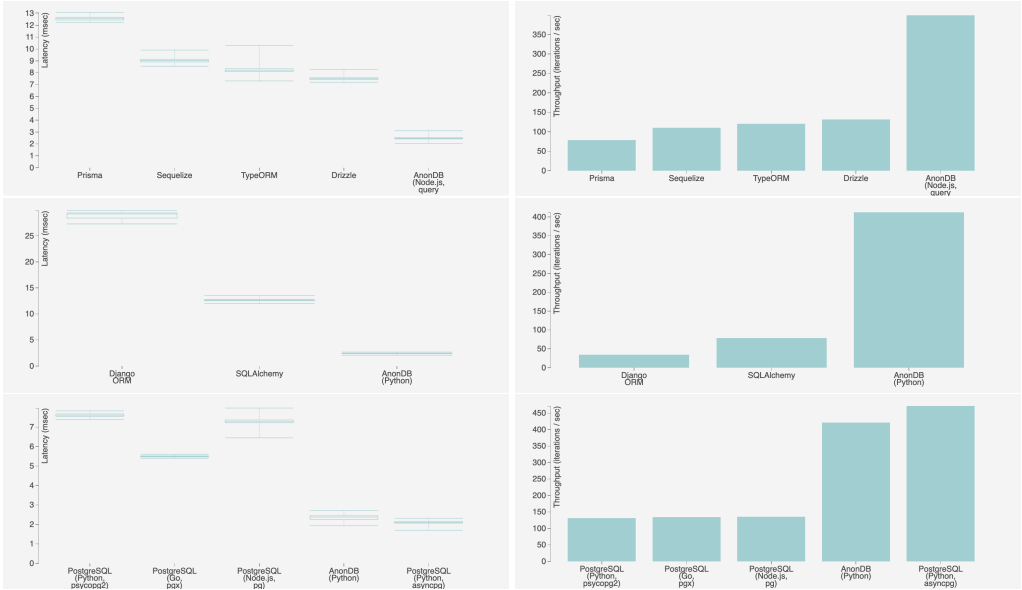 Latency (msec)
13
12
11
10
9
8
7
6
5
4
3
2
1
0
Prisma
Sequelize
TypeORM
Drizzle
AnonDB
(Node.js,
query
Throughput (iterations / sec)
350
300
250
200
150
100
50
0
Prisma
Sequelize
TypeORM
Drizzle
AnonDB
(Node.js,
query
Latency (msec)
25
20
15
10
5
0
Django
ORM
SQLAlchemy
AnonDB
(Python)
Throughput (iterations / sec)
400
350
300
250
200
150
100
50
0
Django
ORM
SQLAlchemy
AnonDB
(Python)
Latency (msec)
7
6
5
4
3
2
1
0
PostgreSQL
(Python,
psycopg2)
PostgreSQL
(Go,
pgx)
PostgreSQL
(Node.js,
pg)
AnonDB
(Python)
PostgreSQL
(Python,
asyncpg)
Throughput (iterations / sec)
450
400
350
300
250
200
150
100
50
0
PostgreSQL
(Python,
psycopg2)
PostgreSQL
(Go,
pgx)
PostgreSQL
(Node.js,
pg)
AnonDB
(Python)
PostgreSQL
(Python,
asyncpg)